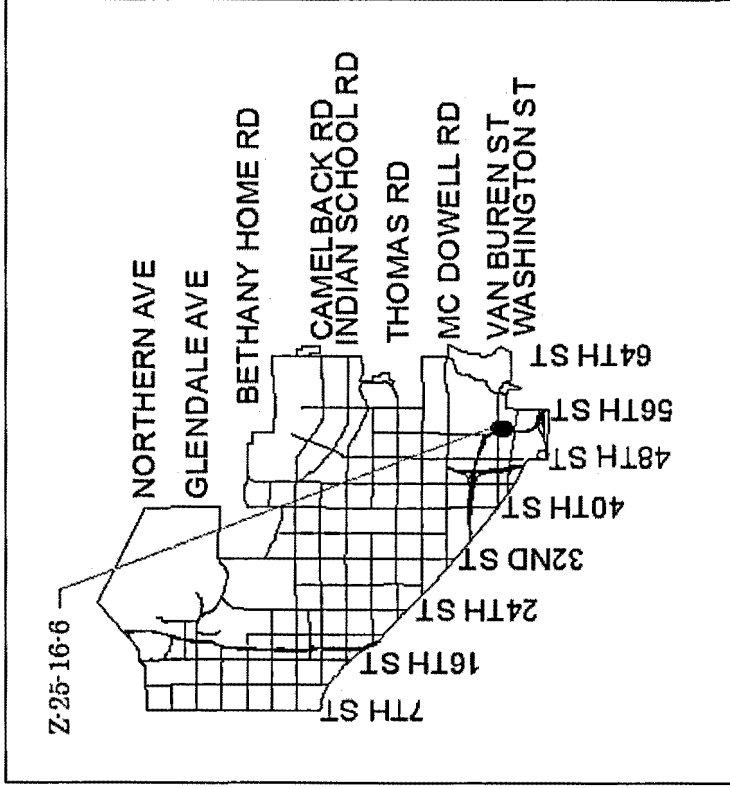 Z-25-16-6
NORTHERN AVE
GLENDALE AVE
BETHANY HOME RD
CAMELBACK RD
INDIAN SCHOOL RD
THOMAS RD
MC DOWELL RD
VAN BUREN ST
WASHINGTON ST
7TH ST
16TH ST
24TH ST
32ND ST
40TH ST
48TH ST
56TH ST
64TH ST